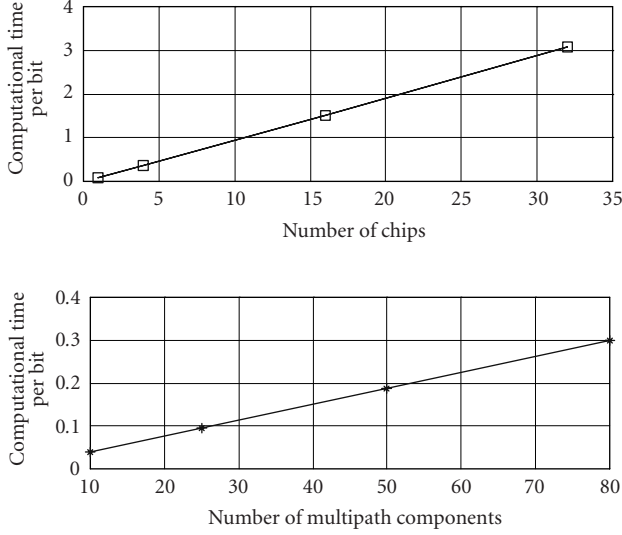 4
3
2
1
0
Computational time
per bit
0 5 10 15 20 25 30 35
Number of chips
0.4
0.3
0.2
0.1
0
Computational time
per bit
10 20 30 40 50 60 70 80
Number of multipath components